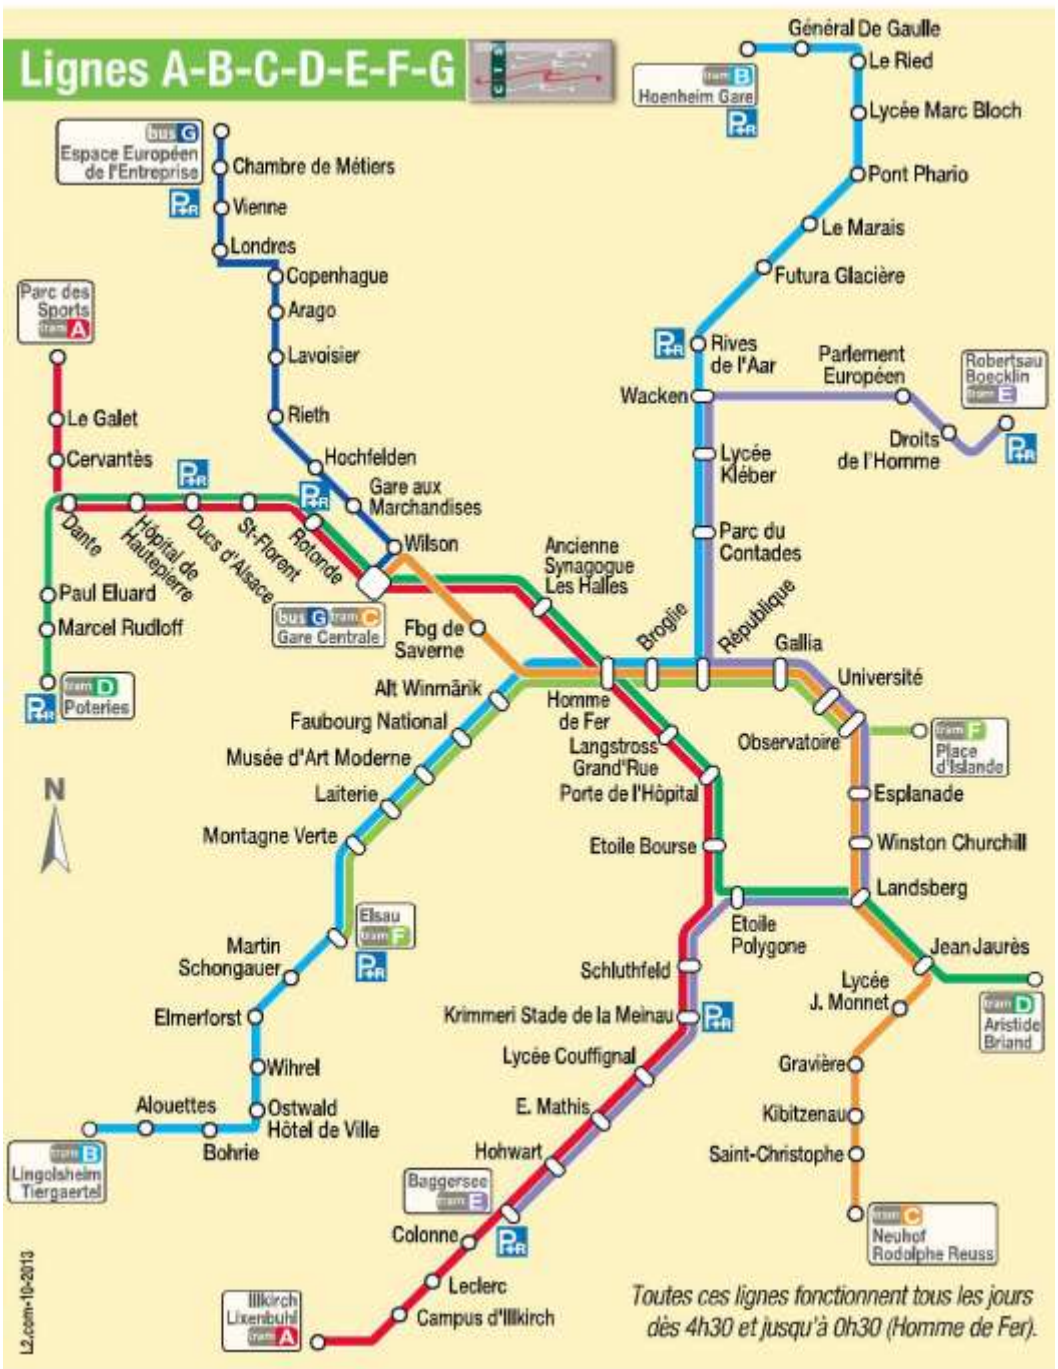 Lignes A-B-C-D-E-F-G
CTS
Général De Gaulle
tram B
Hoenheim Gare
P+R
Le Ried
Lycée Marc Bloch
Pont Phario
Le Marais
Futura Glacière
P+R
Rives
de l'Aar
bus G
Espace Européen
de l'Entreprise
P+R
Chambre de Métiers
Vienne
Londres
Copenhague
Arago
Lavoisier
Rieth
Hochfelden
Gare aux
Marchandises
Wilson
Parc des
Sports
tram A
Le Galet
Cervantès
P+R
P+R
Dante
Hôpital de
Hautepierre
Ducs d'Alsace
St-Florent
Rotonde
Paul Eluard
Marcel Rudloff
P+R
tram D
Poteries
bus G tram C
Gare Centrale
Fbg de
Saverne
Ancienne
Synagogue
Les Halles
Wacken
Parlement
Européen
Droits
de l'Homme
Robertsau
Boecklin
tram E
P+R
Lycée
Kléber
Parc du
Contades
Broglie
République
Gallia
Université
Observatoire
tram F
Place
d'Islande
Homme
de Fer
Langstross
Grand'Rue
Porte de l'Hôpital
Etoile Bourse
Esplanade
Winston Churchill
Landsberg
Etoile
Polygone
Jean Jaurès
tram D
Aristide
Briand
Lycée
J. Monnet
Gravière
Kibitzenau
Saint-Christophe
tram C
Neuhof
Rodolphe Reuss
Alt Winmärik
Faubourg National
Musée d'Art Moderne
Laiterie
Montagne Verte
N
Elsau
tram F
P+R
Martin
Schongauer
Elmerforst
Wihrel
Ostwald
Hôtel de Ville
Bohrie
Alouettes
tram B
Lingolsheim
Tiergaertel
Schluthfeld
Krimmeri Stade de la Meinau
P+R
Lycée Couffignal
E. Mathis
Hohwart
Baggersee
tram E
P+R
Colonne
Leclerc
Campus d'Illkirch
Illkirch
Lixenbuhl
tram A
Toutes ces lignes fonctionnent tous les jours
dès 4h30 et jusqu'à 0h30 (Homme de Fer).
L2.com-10-2013